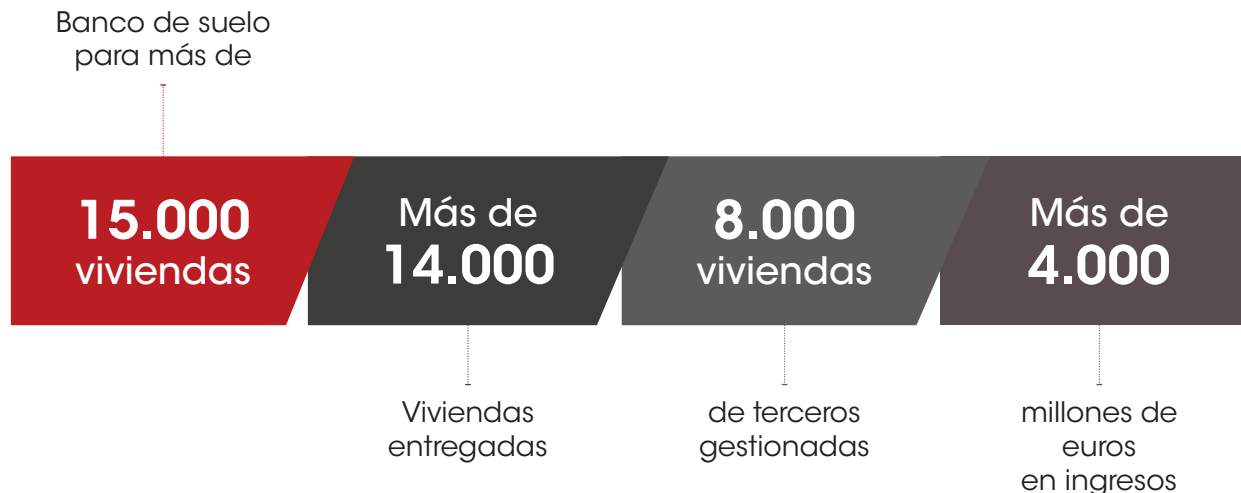 Banco de suelo
para más de
15.000
viviendas
Más de
14.000
Viviendas
entregadas
8.000
viviendas
de terceros
gestionadas
Más de
4.000
millones de
euros
en ingresos